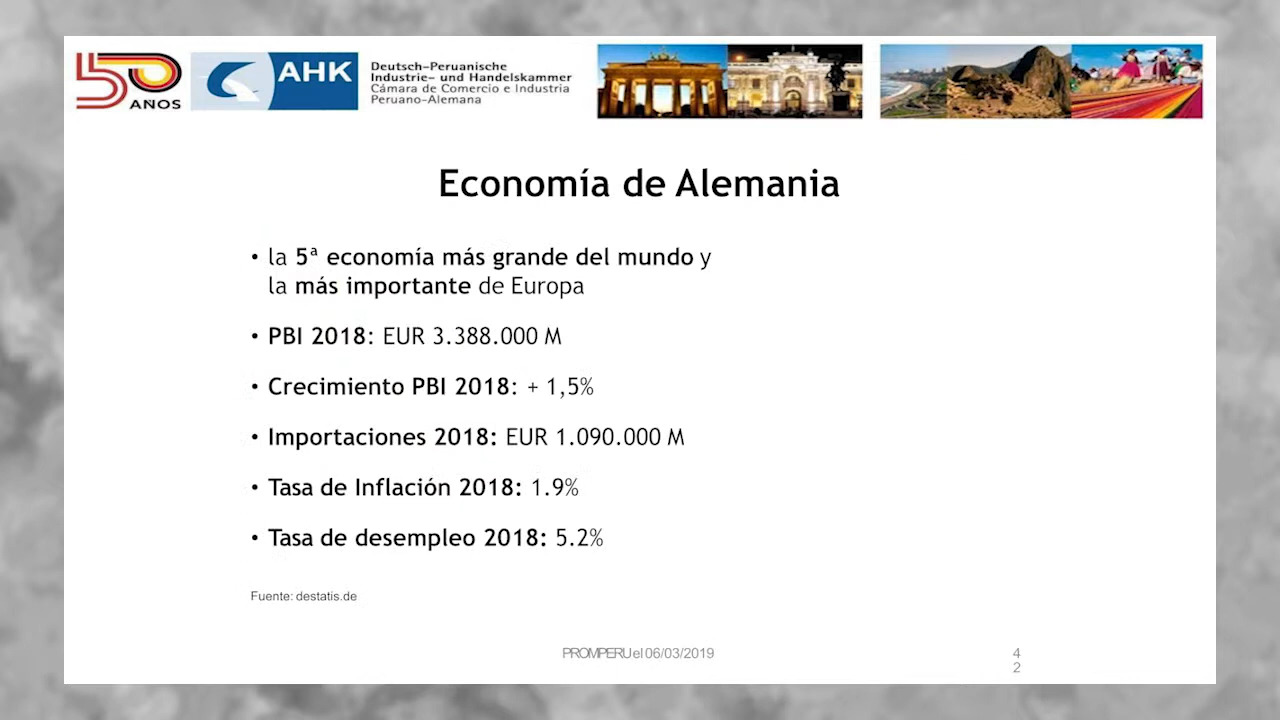 50
AÑOS
AHK
Deutsch-Peruanische
Industrie- und Handelskammer
Cámara de Comercio e Industria
Peruano-Alemana
Economía de Alemania
• la 5ª economía más grande del mundo y
la más importante de Europa
• PBI 2018: EUR 3.388.000 M
• Crecimiento PBI 2018: + 1,5%
• Importaciones 2018: EUR 1.090.000 M
• Tasa de Inflación 2018: 1.9%
• Tasa de desempleo 2018: 5.2%
Fuente: destatis.de
PROMPERU el 06/03/2019
4
2